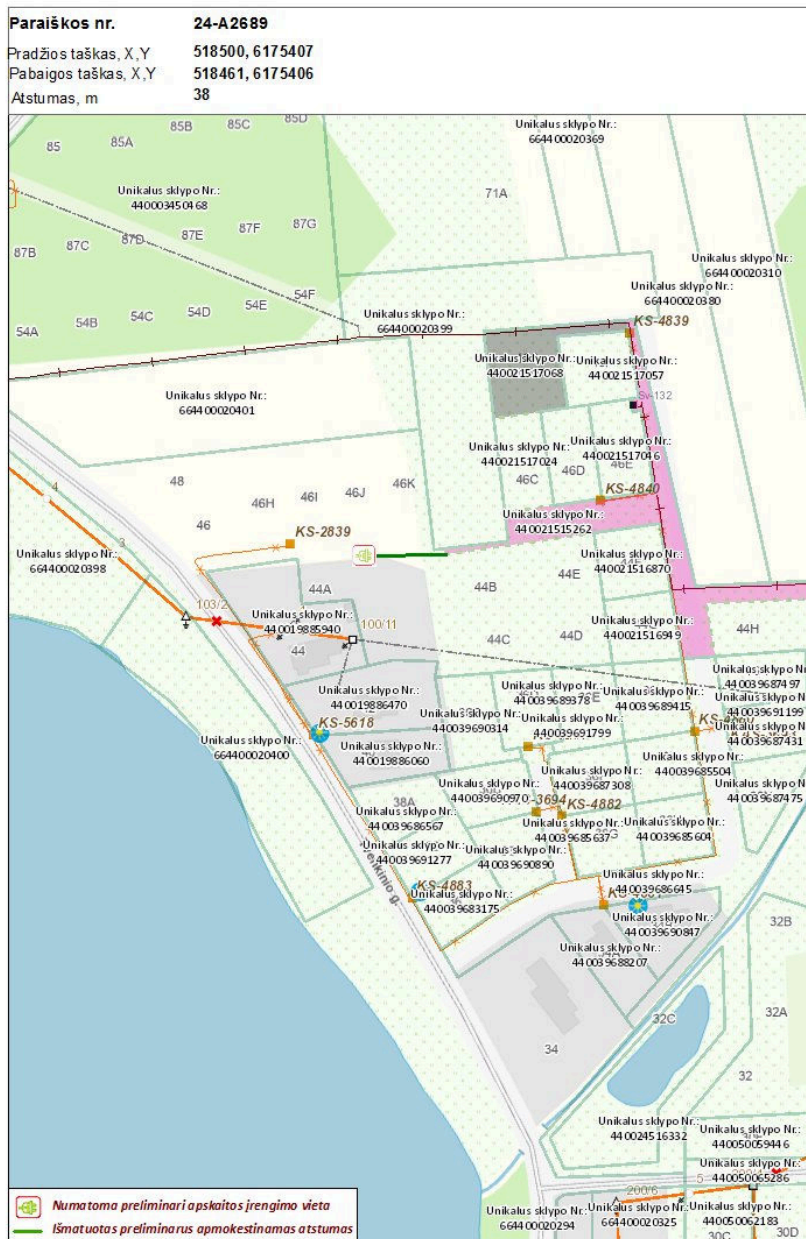 Paraiškos nr. 24-A2689
Pradžios taškas, X,Y 518500, 6175407
Pabaigos taškas, X,Y 518461, 6175406
Atstumas, m 38
85
85A
85B
85C
85D
Unikalus sklypo Nr.:
664400020369
Unikalus sklypo Nr.:
440003450468
71A
87B
87C
87D
87E
87F
87G
Unikalus sklypo Nr.:
664400020310
54A
54B
54C
54D
54E
54F
Unikalus sklypo Nr.:
664400020380
Unikalus sklypo Nr.:
664400020399
KS-4839
Unikalus sklypo Nr.:
440021517068
Unikalus sklypo Nr.:
440021517057
Sv-132
Unikalus sklypo Nr.:
664400020401
Unikalus sklypo Nr.:
440021517024
Unikalus sklypo Nr.:
440021517046
46C
46D
46E
48
46
46H
46I
46J
46K
KS-4840
4
3
KS-2839
Unikalus sklypo Nr.:
440021515262
Unikalus sklypo Nr.:
664400020398
Unikalus sklypo Nr.:
440021516870
44A
44B
44E
44F
103/2
Unikalus sklypo Nr.:
440019885940
100/11
44
44C
44D
Unikalus sklypo Nr.:
440021516949
44H
Unikalus sklypo Nr.:
440019886470
Unikalus sklypo Nr.:
440039689378
Unikalus sklypo Nr.:
440039689415
Unikalus sklypo Nr.:
440039687497
Unikalus sklypo Nr.:
440039691199
Unikalus sklypo Nr.:
440039690314
Unikalus sklypo Nr.:
440039691799
Unikalus sklypo Nr.:
440039687431
KS-5618
Unikalus sklypo Nr.:
664400020400
Unikalus sklypo Nr.:
440019886060
Unikalus sklypo Nr.:
440039687308
Unikalus sklypo Nr.:
440039685504
Unikalus sklypo Nr.:
440039687475
38A
Unikalus sklypo Nr.:
440039690970
-3694
KS-4882
Unikalus sklypo Nr.:
440039686567
Unikalus sklypo Nr.:
440039685637
Unikalus sklypo Nr.:
440039685604
Unikalus sklypo Nr.:
440039691277
Unikalus sklypo Nr.:
440039690890
KS-4883
Unikalus sklypo Nr.:
440039683175
Unikalus sklypo Nr.:
440039686645
Unikalus sklypo Nr.:
440039690847
Unikalus sklypo Nr.:
440039688207
34A
32B
34
32C
32A
32
Unikalus sklypo Nr.:
440024516332
Unikalus sklypo Nr.:
440050059446
Unikalus sklypo Nr.:
440050065286
200/6
5
Unikalus sklypo Nr.:
664400020294
Unikalus sklypo Nr.:
664400020325
Unikalus sklypo Nr.:
440050062183
30C
30D
Numatoma preliminari apskaitos įrengimo vieta
Išmatuotas preliminarus apmokestinamas atstumas